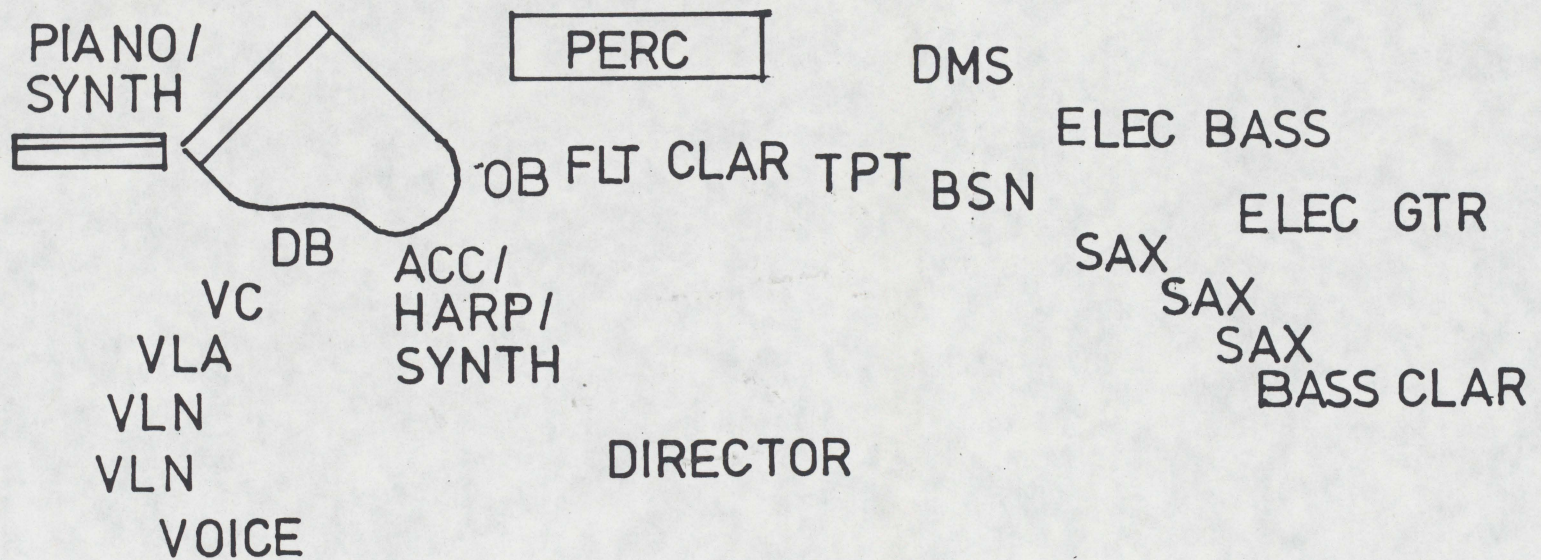 PIANO/
SYNTH
PERC
DMS
ELEC BASS
OB FLT CLAR TPT BSN
ELEC GTR
DB
ACC/
HARP/
SYNTH
VC
VLA
VLN
VLN
VOICE
SAX
SAX
SAX
BASS CLAR
DIRECTOR